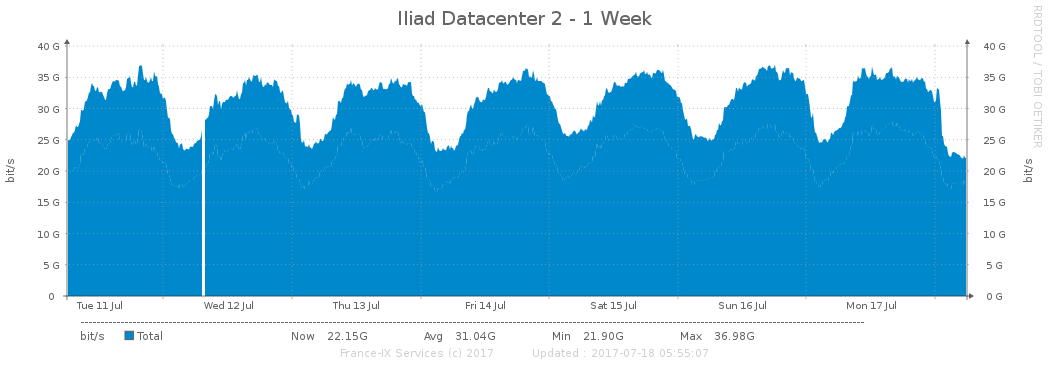 Iliad Datacenter 2 - 1 Week
RRDTOOL / TOBI OETIKER
40 G 40 G
35 G 35 G
30 G 30 G
25 G 25 G
20 G 20 G
15 G 15 G
10 G 10 G
5 G 5 G
0 0 G
bit/s bit/s
Tue 11 Jul Wed 12 Jul Thu 13 Jul Fri 14 Jul Sat 15 Jul Sun 16 Jul Mon 17 Jul
bit/s Total Now 22.15G Avg 31.04G Min 21.90G Max 36.98G
France-IX Services (c) 2017 Updated : 2017-07-18 05:55:07